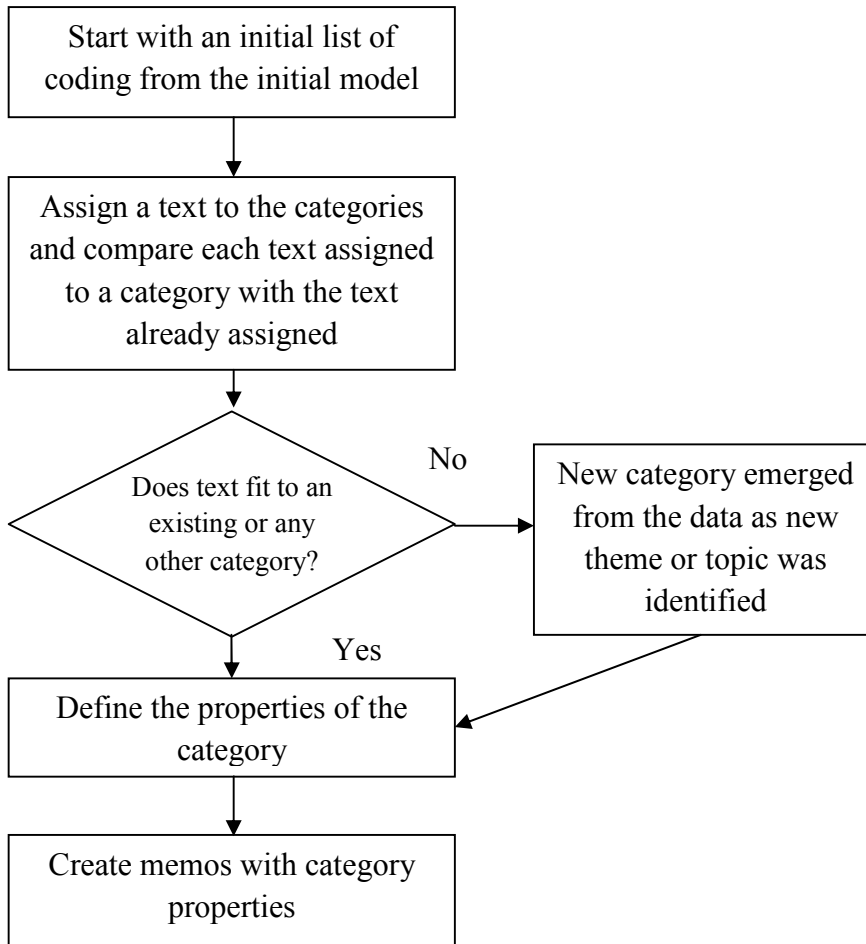 Start with an initial list of
coding from the initial model
Assign a text to the categories
and compare each text assigned
to a category with the text
already assigned
Does text fit to an
existing or any
other category?
No
New category emerged
from the data as new
theme or topic was
identified
Yes
Define the properties of the
category
Create memos with category
properties